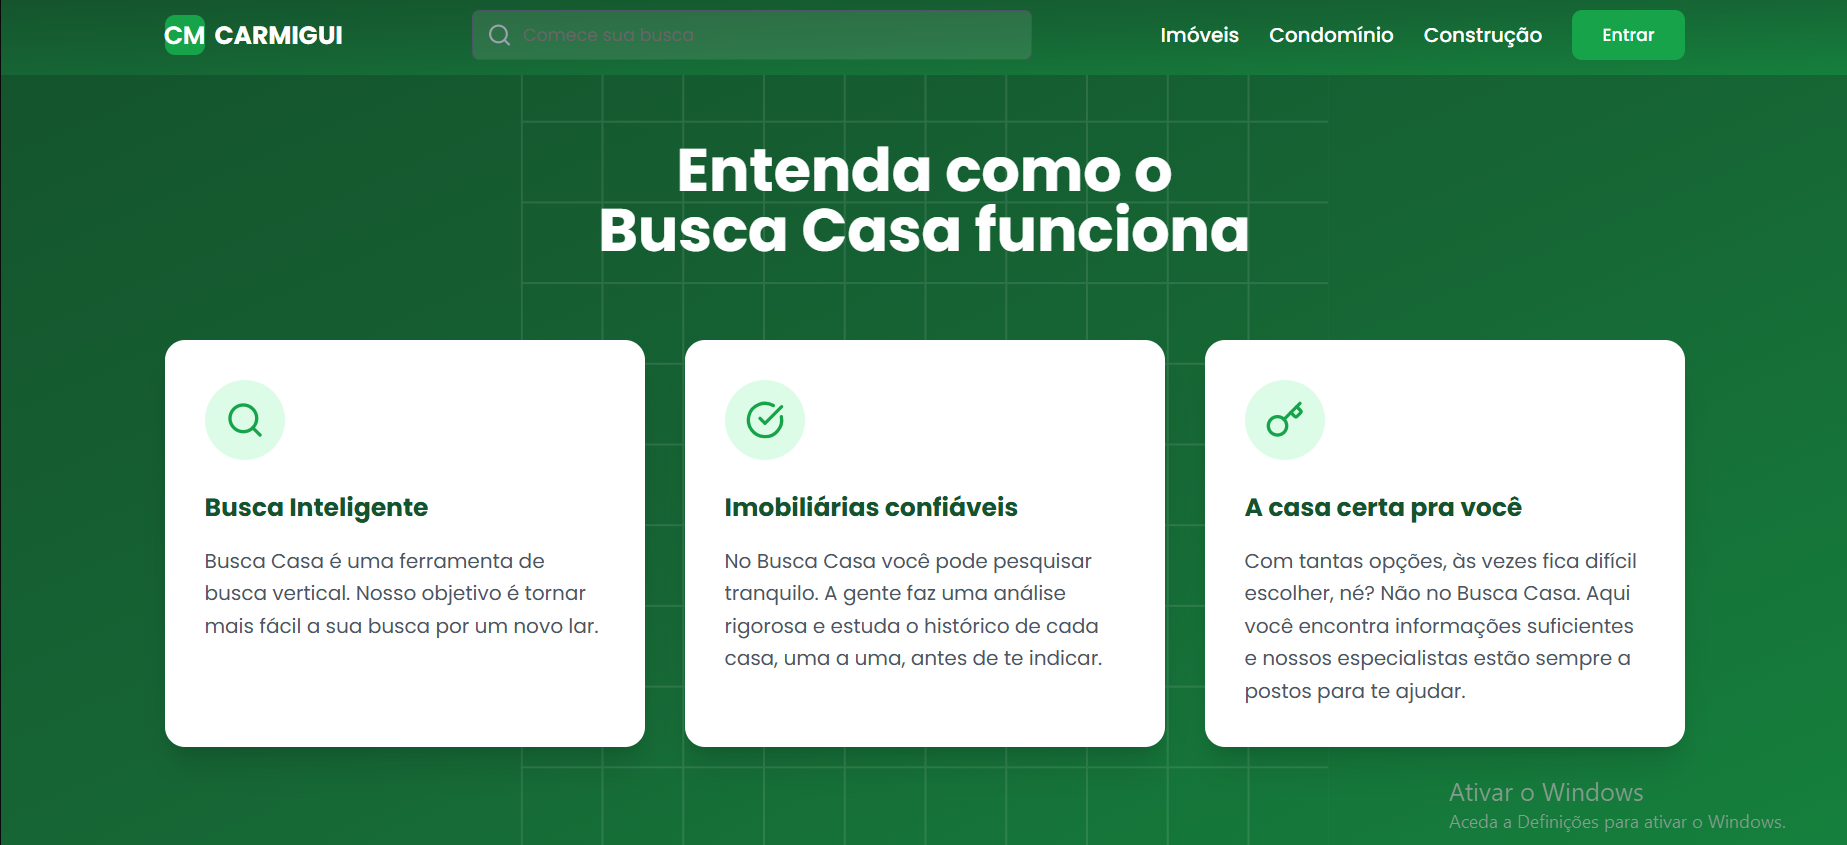 CM CARMIGUI
Comece sua busca
Imóveis Condomínio Construção Entrar
Entenda como o
Busca Casa funciona
Busca Inteligente
Busca Casa é uma ferramenta de
busca vertical. Nosso objetivo é tornar
mais fácil a sua busca por um novo lar.
Imobiliárias confiáveis
No Busca Casa você pode pesquisar
tranquilo. A gente faz uma análise
rigorosa e estuda o histórico de cada
casa, uma a uma, antes de te indicar.
A casa certa pra você
Com tantas opções, às vezes fica difícil
escolher, né? Não no Busca Casa. Aqui
você encontra informações suficientes
e nossos especialistas estão sempre a
postos para te ajudar.
Ativar o Windows
Aceda a Definições para ativar o Windows.